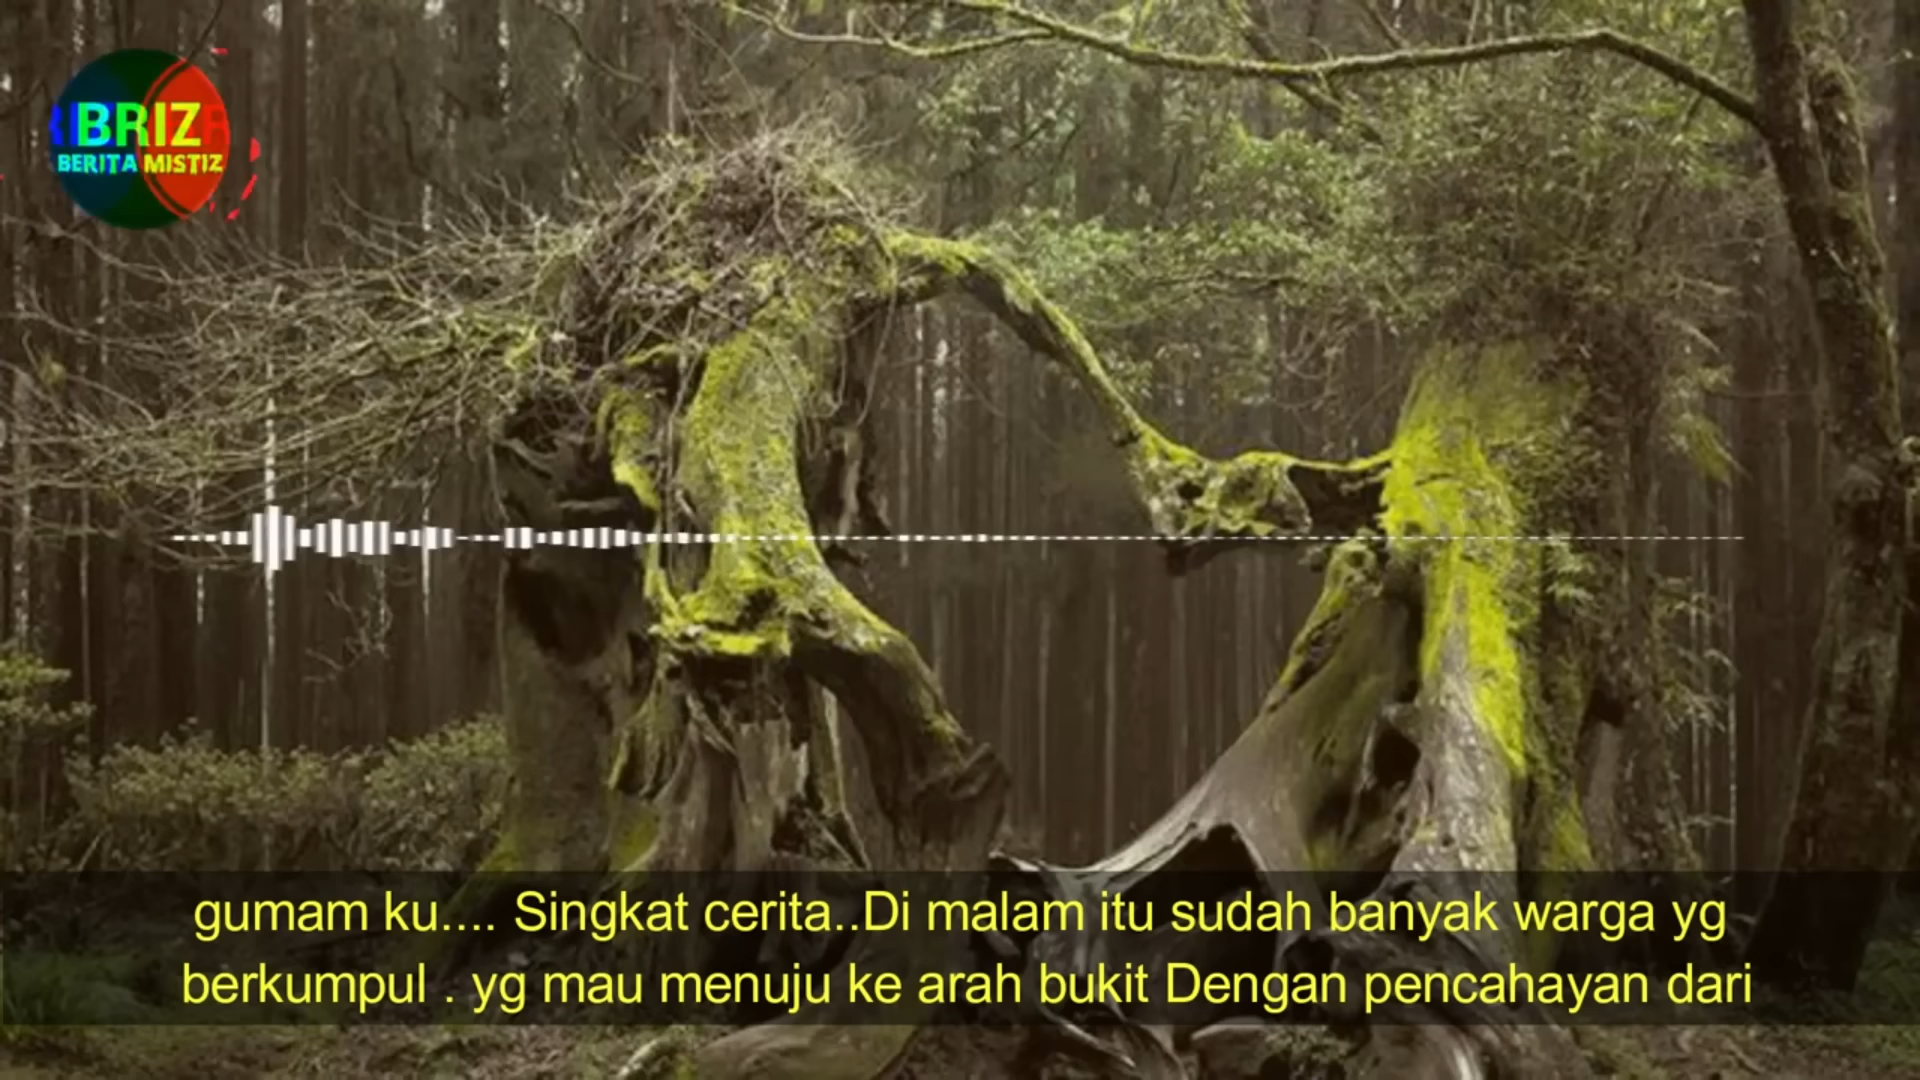 BRIZ
BERITA MISTIZ
gumam ku.... Singkat cerita..Di malam itu sudah banyak warga yg
berkumpul . yg mau menuju ke arah bukit Dengan pencahayan dari